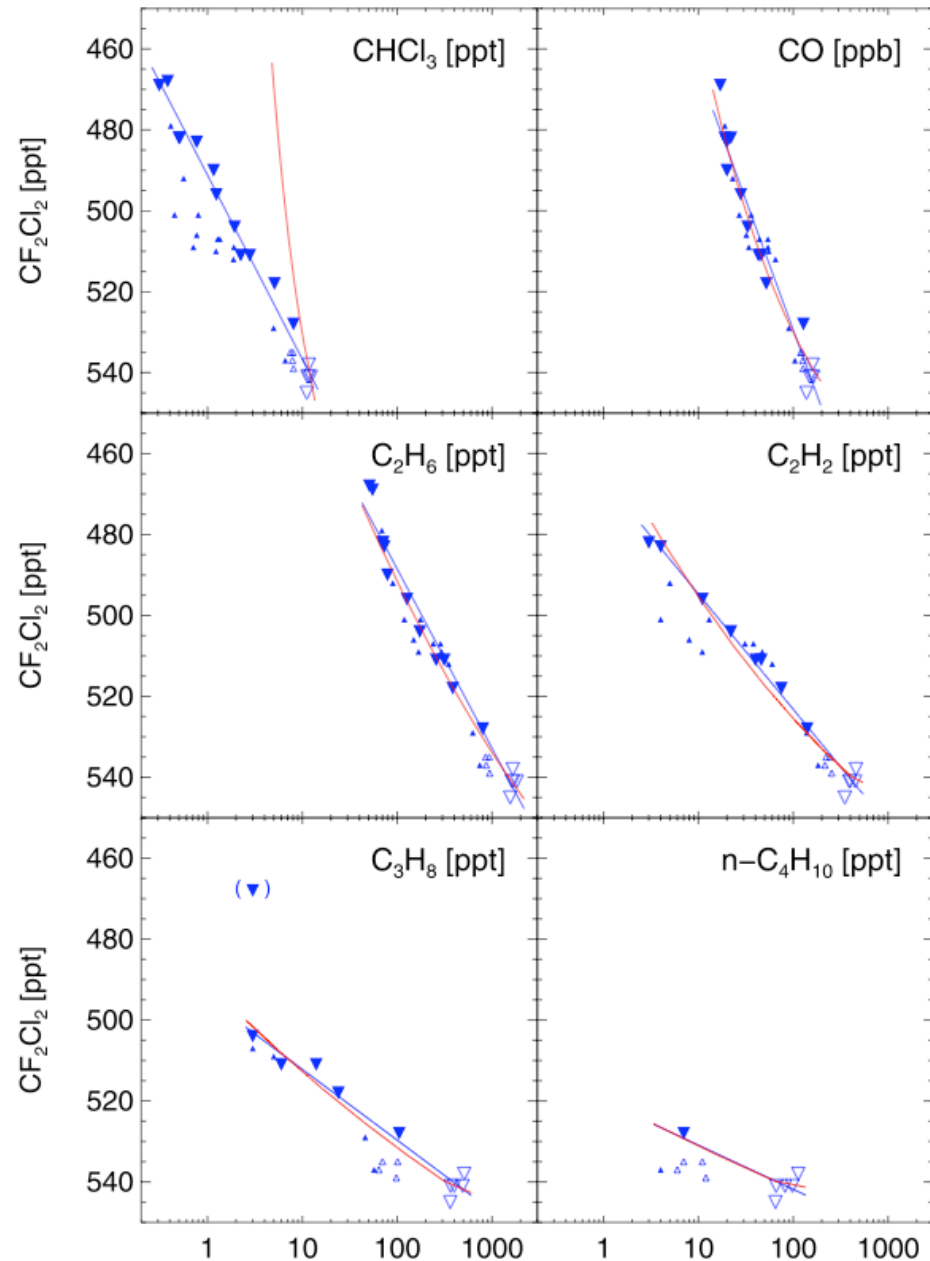 CHCl₃ [ppt]
CO [ppb]
460
480
500
520
540
CF₂Cl₂ [ppt]
C₂H₆ [ppt]
C₂H₂ [ppt]
460
480
500
520
540
CF₂Cl₂ [ppt]
C₃H₈ [ppt]
n−C₄H₁₀ [ppt]
( )
460
480
500
520
540
CF₂Cl₂ [ppt]
1 10 100 1000
1 10 100 1000